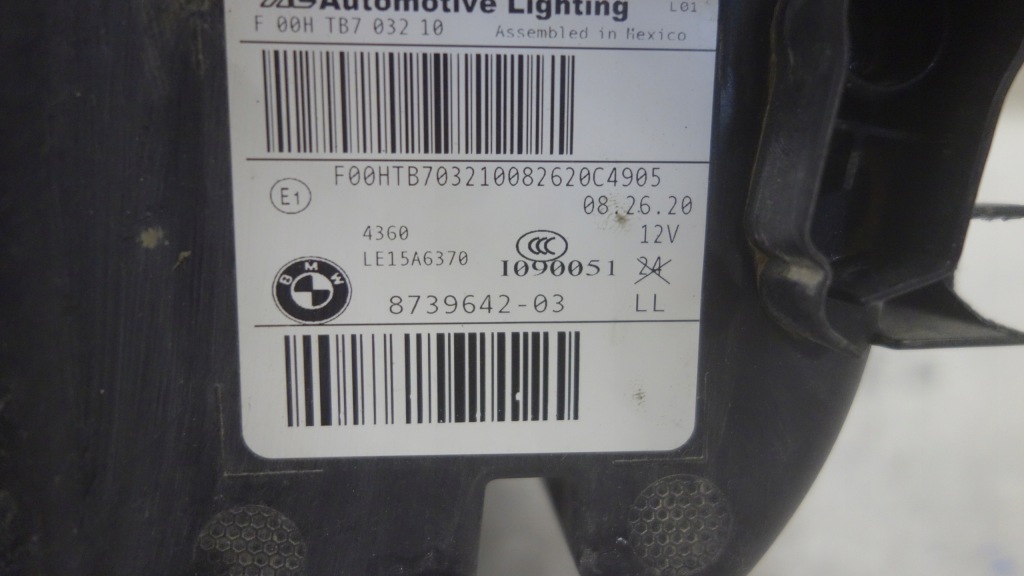 Automotive Lighting L01
F 00H TB7 032 10 Assembled in Mexico
F00HTB703210082620C4905
E1
08.26.20
4360 CCC 12V
LE15A6370 I090051 24
BMW
8739642-03 LL